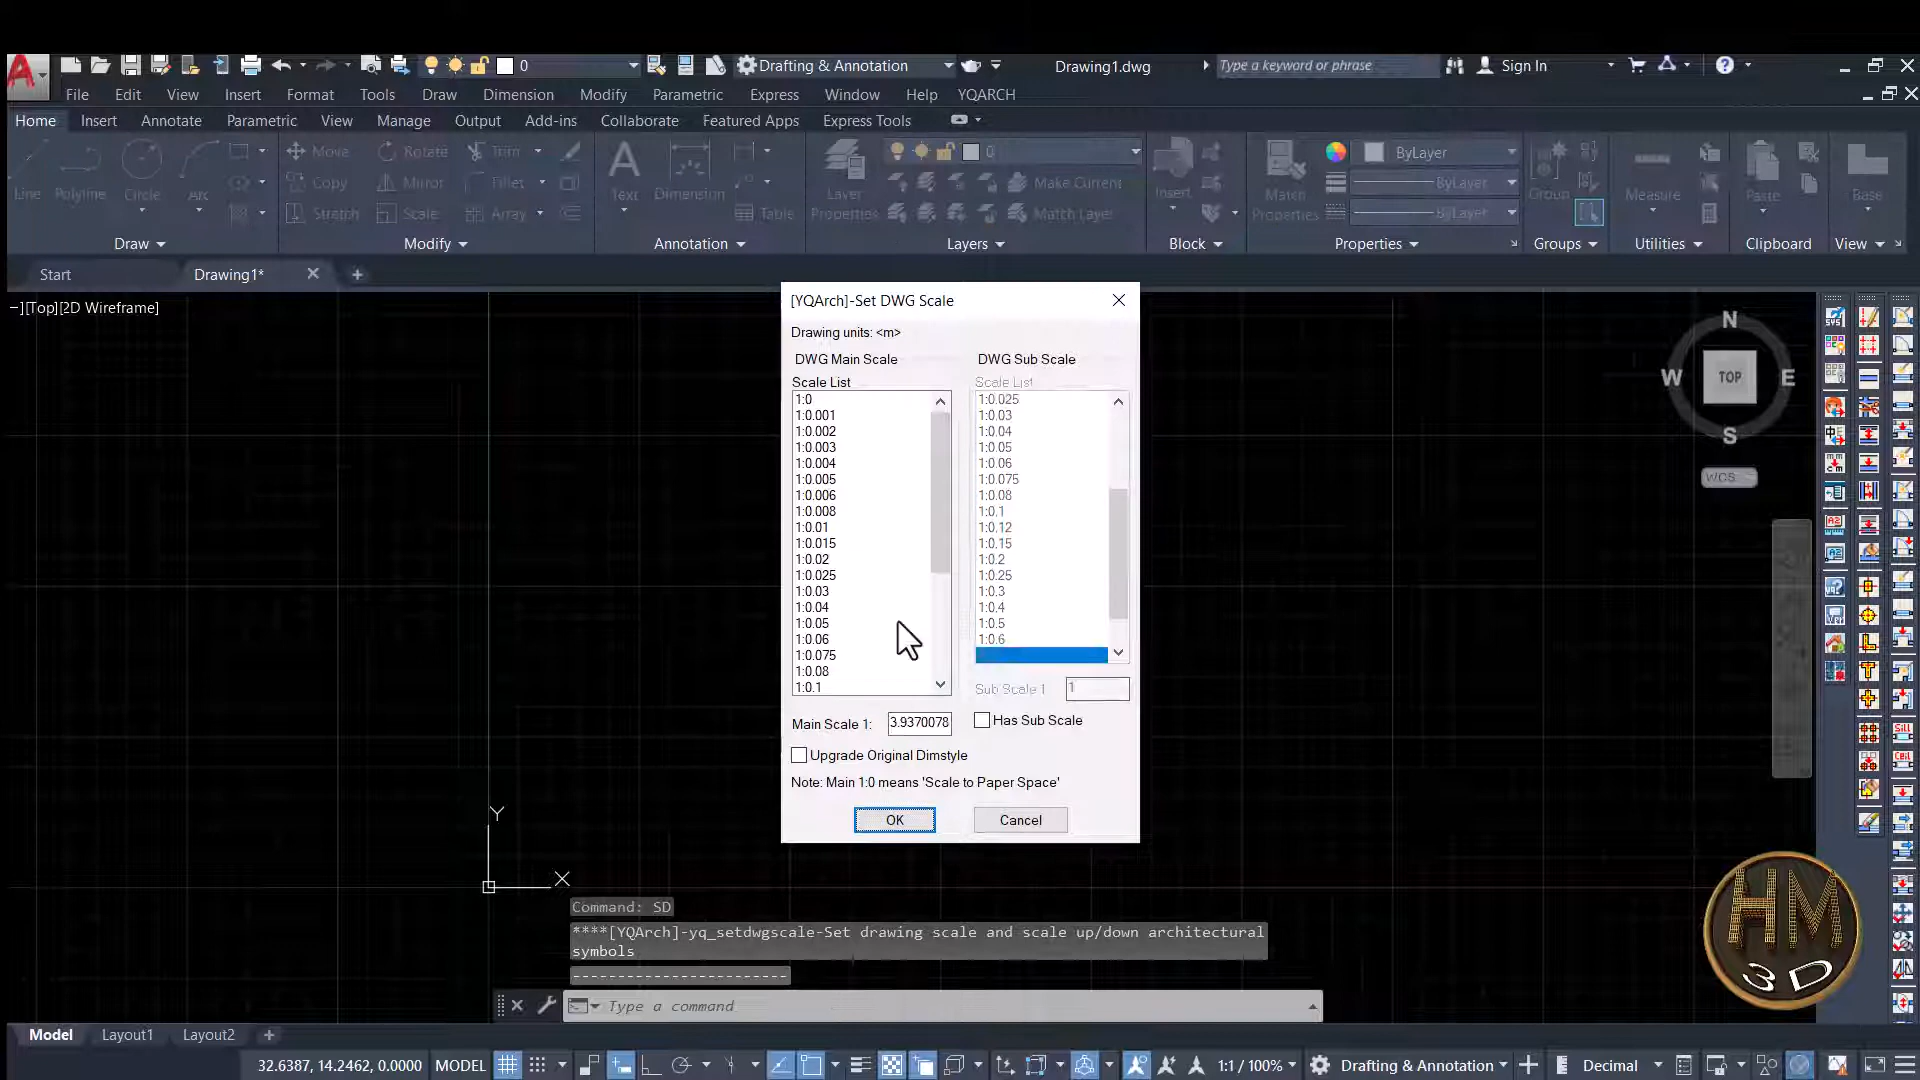 0
Drafting & Annotation
Drawing1.dwg
Type a keyword or phrase
Sign In
File Edit View Insert Format Tools Draw Dimension Modify Parametric Express Window Help YQARCH
Home Insert Annotate Parametric View Manage Output Add-ins Collaborate Featured Apps Express Tools
Move Rotate Trim
0
ByLayer
Line Polyline Circle Arc
Copy Mirror Fillet
Text Dimension
Layer Properties
Make Current
Insert
Match Properties
ByLayer
Group
Measure
Paste
Base
Stretch Scale Array
Table
Match Layer
ByLayer
Draw Modify Annotation Layers Block Properties Groups Utilities Clipboard View
Start Drawing1*
−][Top][2D Wireframe]
[YQArch]-Set DWG Scale
Drawing units: <m>
DWG Main Scale
Scale List
1:0
1:0.001
1:0.002
1:0.003
1:0.004
1:0.005
1:0.006
1:0.008
1:0.01
1:0.015
1:0.02
1:0.025
1:0.03
1:0.04
1:0.05
1:0.06
1:0.075
1:0.08
1:0.1
Main Scale 1: 3.9370078
DWG Sub Scale
Scale List
1:0.025
1:0.03
1:0.04
1:0.05
1:0.06
1:0.075
1:0.08
1:0.1
1:0.12
1:0.15
1:0.2
1:0.25
1:0.3
1:0.4
1:0.5
1:0.6
Sub Scale 1 1
Has Sub Scale
Upgrade Original Dimstyle
Note: Main 1:0 means 'Scale to Paper Space'
OK Cancel
N
W TOP E
S
WCS
Y
X
Command: SD
****[YQArch]-yq_setdwgscale-Set drawing scale and scale up/down architectural
symbols
------------------------
Type a command
HM
3D
Model Layout1 Layout2
32.6387, 14.2462, 0.0000 MODEL 1:1 / 100% Drafting & Annotation Decimal